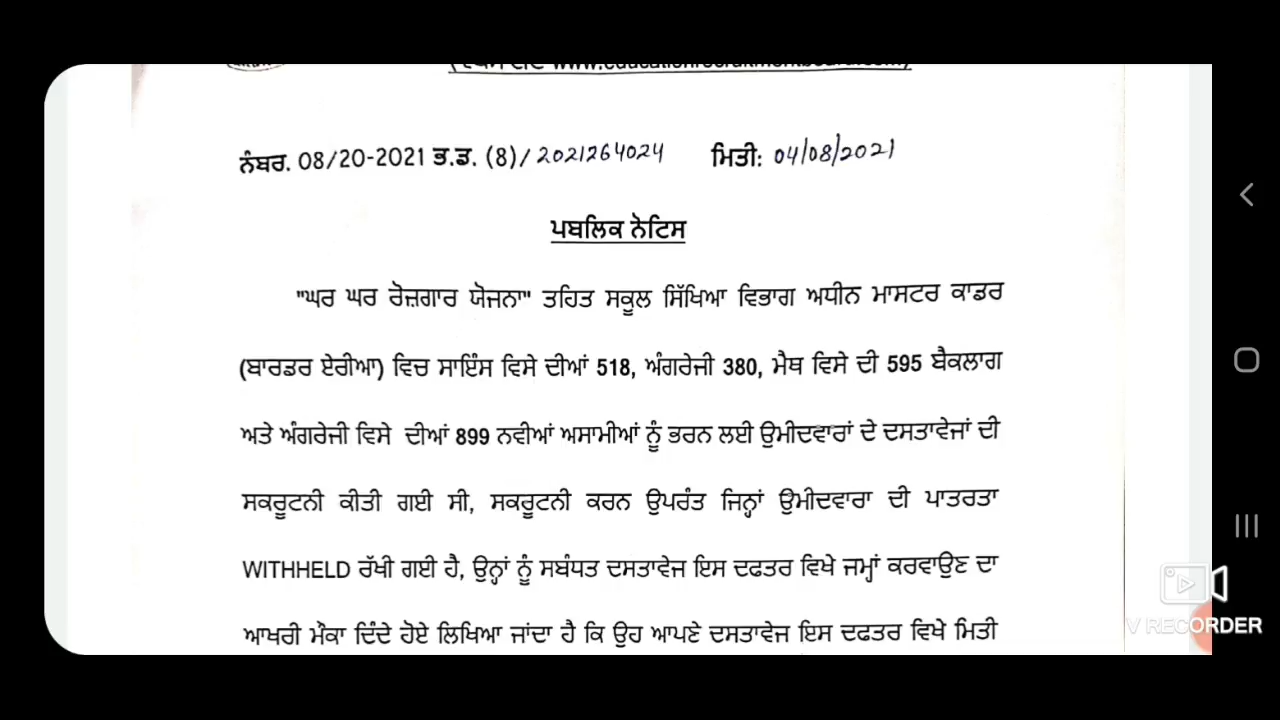 www.educationrecruitmentboard.com)
ਨੰਬਰ. 08/20-2021 ਭ.ਡ. (8)/2021264024 ਮਿਤੀ: 04/08/2021
ਪਬਲਿਕ ਨੋਟਿਸ
"ਘਰ ਘਰ ਰੋਜ਼ਗਾਰ ਯੋਜਨਾ" ਤਹਿਤ ਸਕੂਲ ਸਿੱਖਿਆ ਵਿਭਾਗ ਅਧੀਨ ਮਾਸਟਰ ਕਾਡਰ
(ਬਾਰਡਰ ਏਰੀਆ) ਵਿਚ ਸਾਇੰਸ ਵਿਸੇ ਦੀਆਂ 518, ਅੰਗਰੇਜੀ 380, ਮੈਥ ਵਿਸੇ ਦੀ 595 ਬੈਕਲਾਗ
ਅਤੇ ਅੰਗਰੇਜੀ ਵਿਸੇ ਦੀਆਂ 899 ਨਵੀਆਂ ਅਸਾਮੀਆਂ ਨੂੰ ਭਰਨ ਲਈ ਉਮੀਦਵਾਰਾਂ ਦੇ ਦਸਤਾਵੇਜਾਂ ਦੀ
ਸਕਰੂਟਨੀ ਕੀਤੀ ਗਈ ਸੀ, ਸਕਰੂਟਨੀ ਕਰਨ ਉਪਰੰਤ ਜਿਨ੍ਹਾਂ ਉਮੀਦਵਾਰਾ ਦੀ ਪਾਤਰਤਾ
WITHHELD ਰੱਖੀ ਗਈ ਹੈ, ਉਨ੍ਹਾਂ ਨੂੰ ਸਬੰਧਤ ਦਸਤਾਵੇਜ ਇਸ ਦਫਤਰ ਵਿਖੇ ਜਮ੍ਹਾਂ ਕਰਵਾਉਣ ਦਾ
ਆਖਰੀ ਮੌਕਾ ਦਿੰਦੇ ਹੋਏ ਲਿਖਿਆ ਜਾਂਦਾ ਹੈ ਕਿ ਉਹ ਆਪਣੇ ਦਸਤਾਵੇਜ ਇਸ ਦਫਤਰ ਵਿਖੇ ਮਿਤੀ
V RECORDER